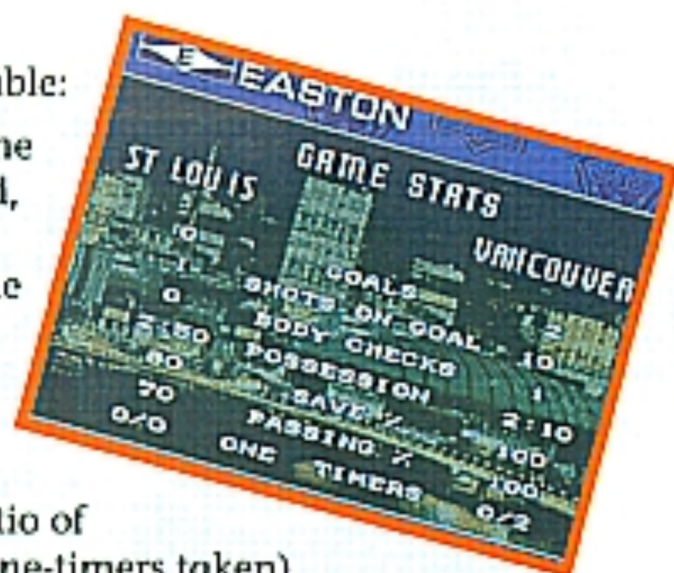 ble:
ne
l,
e
tio of
ne-timers taken)
E EASTON
GAME STATS
ST LOUIS VANCOUVER
0 GOALS 2
1 SHOTS ON GOAL 10
0 BODY CHECKS 1
2:50 POSSESSION 2:10
80 SAVE % 100
70 PASSING % 100
0/0 ONE TIMERS 0/2